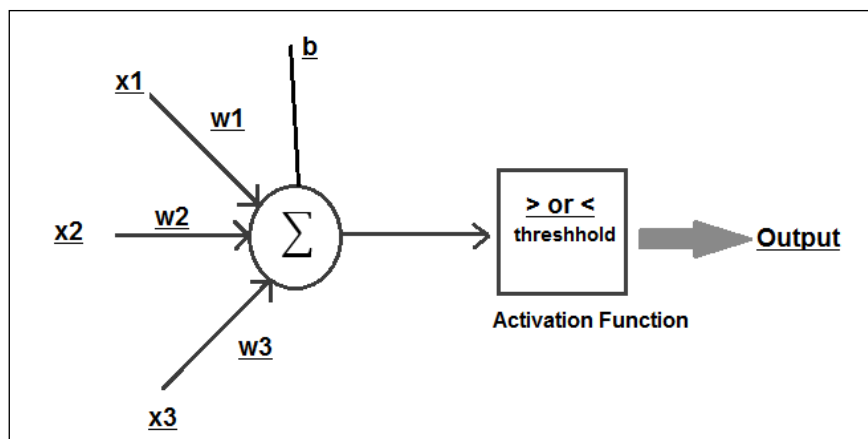 b
x1
w1
x2
w2
Σ
> or <
threshhold
Output
Activation Function
w3
x3